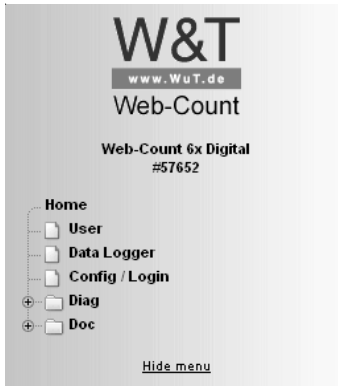 W&T
www.WuT.de
Web-Count
Web-Count 6x Digital
#57652
Home
User
Data Logger
Config / Login
Diag
Doc
Hide menu